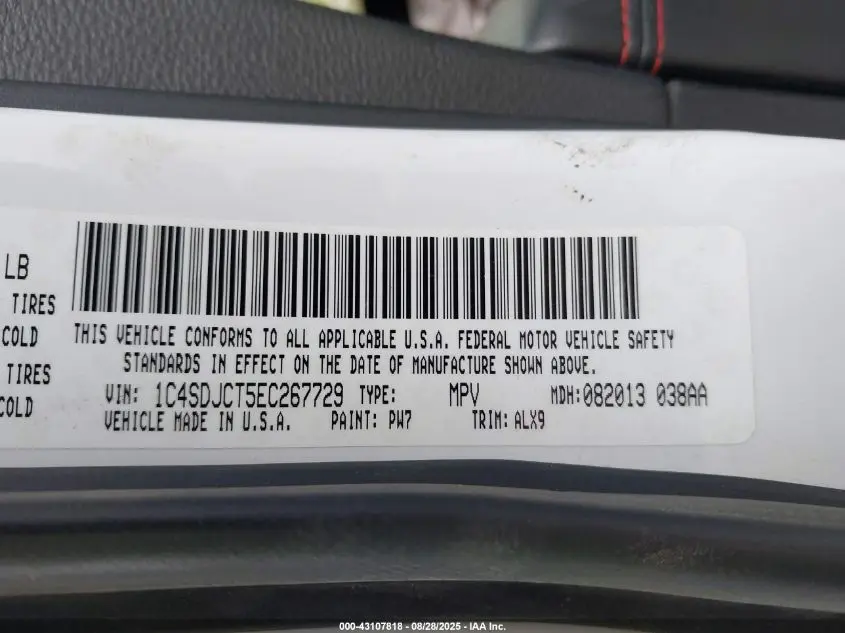 LB
TIRES
COLD
TIRES
COLD
THIS VEHICLE CONFORMS TO ALL APPLICABLE U.S.A. FEDERAL MOTOR VEHICLE SAFETY
STANDARDS IN EFFECT ON THE DATE OF MANUFACTURE SHOWN ABOVE.
VIN: 1C4SDJCT5EC267729 TYPE: MPV MDH:082013 038AA
VEHICLE MADE IN U.S.A. PAINT: PW7 TRIM: ALX9
000-43107818 - 08/28/2025 - IAA Inc.